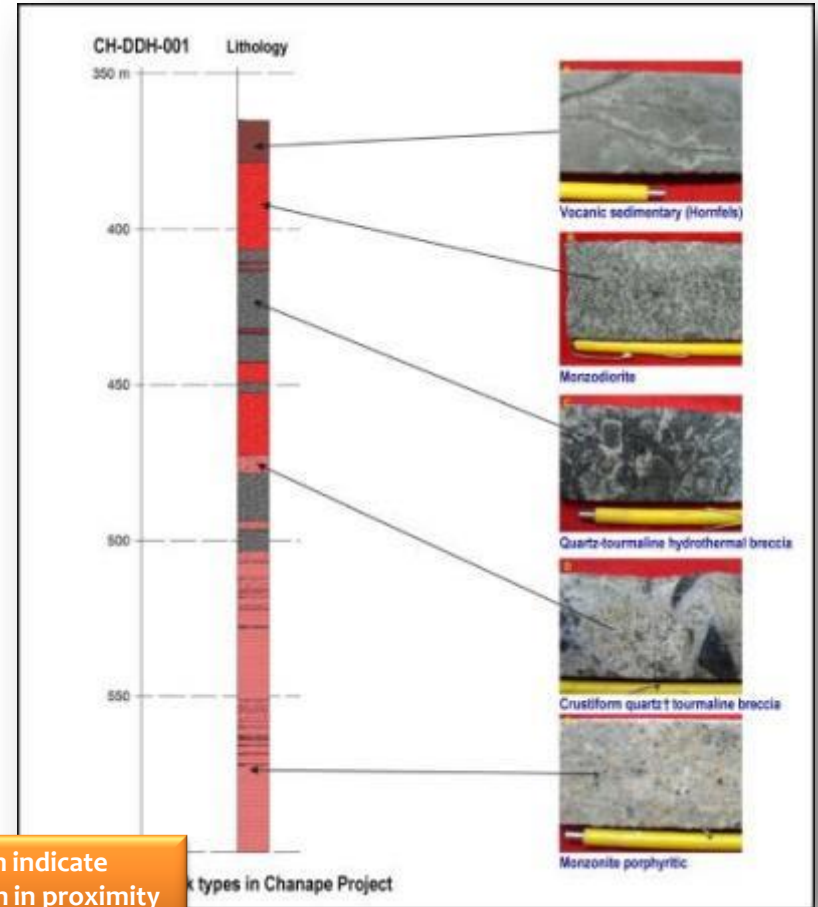 CH-DDH-001 Lithology
350 m
400
450
500
550
Vocanic sedimentary (Hornfels)
Monzodiorite
Quartz-tourmaline hydrothermal breccia
Crustiform quartz † tourmaline breccia
Monzonite porphyritic
k types in Chanape Project
n indicate
n in proximity